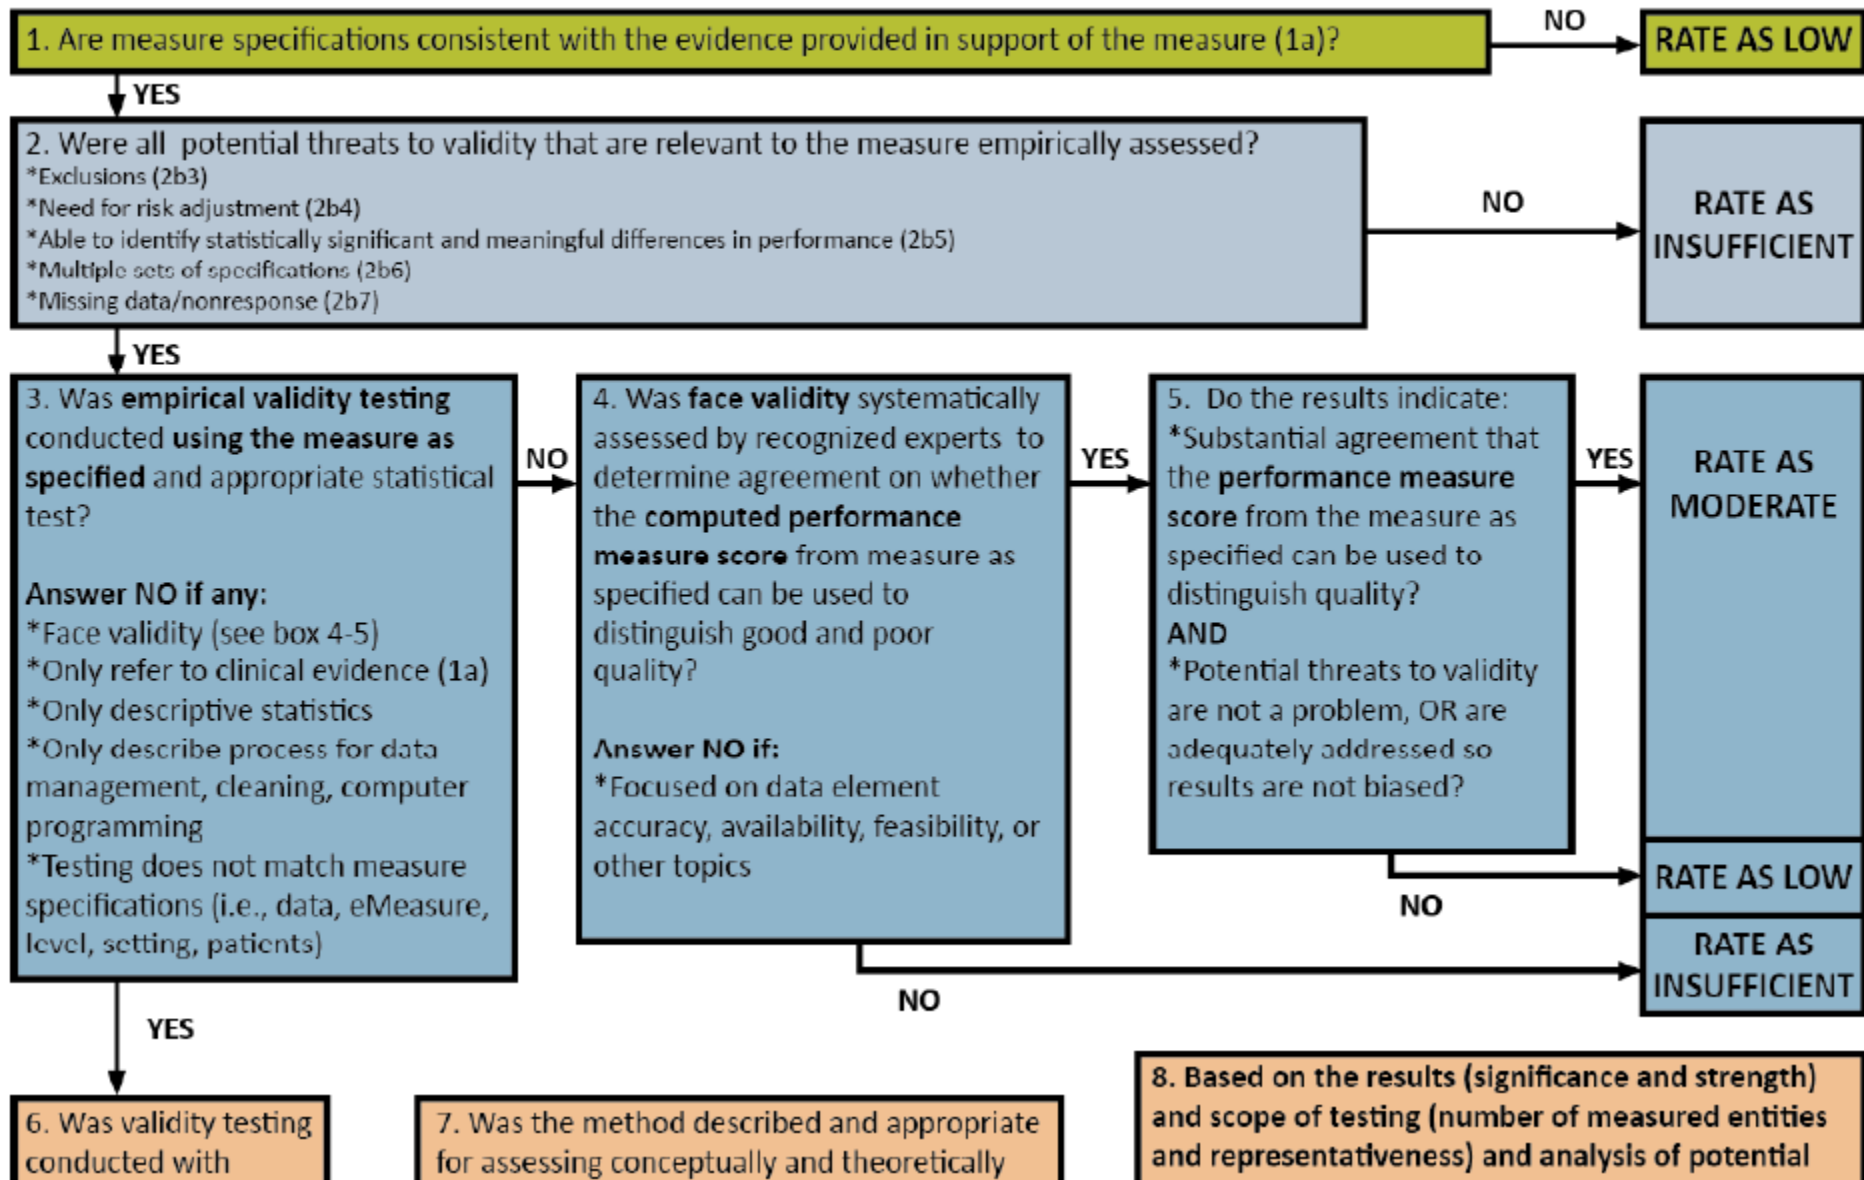 1. Are measure specifications consistent with the evidence provided in support of the measure (1a)?
NO
RATE AS LOW
YES
2. Were all potential threats to validity that are relevant to the measure empirically assessed?
*Exclusions (2b3)
*Need for risk adjustment (2b4)
*Able to identify statistically significant and meaningful differences in performance (2b5)
*Multiple sets of specifications (2b6)
*Missing data/nonresponse (2b7)
NO
RATE AS
INSUFFICIENT
YES
3. Was empirical validity testing
conducted using the measure as
specified and appropriate statistical
test?
Answer NO if any:
*Face validity (see box 4-5)
*Only refer to clinical evidence (1a)
*Only descriptive statistics
*Only describe process for data
management, cleaning, computer
programming
*Testing does not match measure
specifications (i.e., data, eMeasure,
level, setting, patients)
NO
4. Was face validity systematically
assessed by recognized experts to
determine agreement on whether
the computed performance
measure score from measure as
specified can be used to
distinguish good and poor
quality?
Answer NO if:
*Focused on data element
accuracy, availability, feasibility, or
other topics
YES
5. Do the results indicate:
*Substantial agreement that
the performance measure
score from the measure as
specified can be used to
distinguish quality?
AND
*Potential threats to validity
are not a problem, OR are
adequately addressed so
results are not biased?
YES
RATE AS
MODERATE
NO
RATE AS LOW
NO
RATE AS
INSUFFICIENT
YES
6. Was validity testing
conducted with
7. Was the method described and appropriate
for assessing conceptually and theoretically
8. Based on the results (significance and strength)
and scope of testing (number of measured entities
and representativeness) and analysis of potential